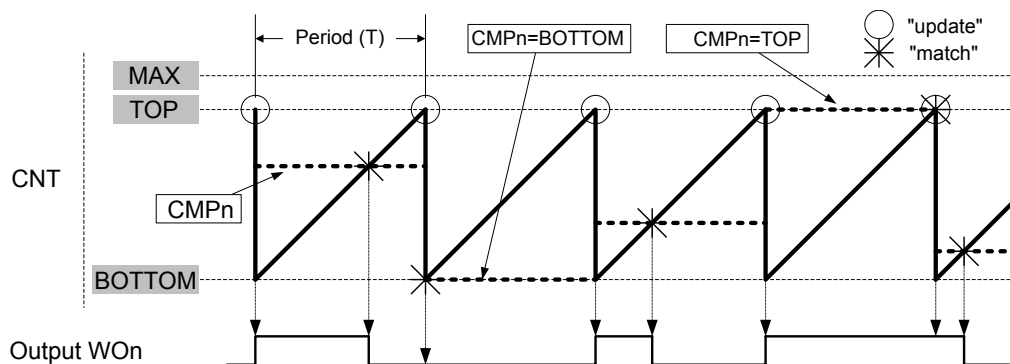 Period (T)
CMPn=BOTTOM
CMPn=TOP
"update"
"match"
MAX
TOP
CNT
CMPn
BOTTOM
Output WOn